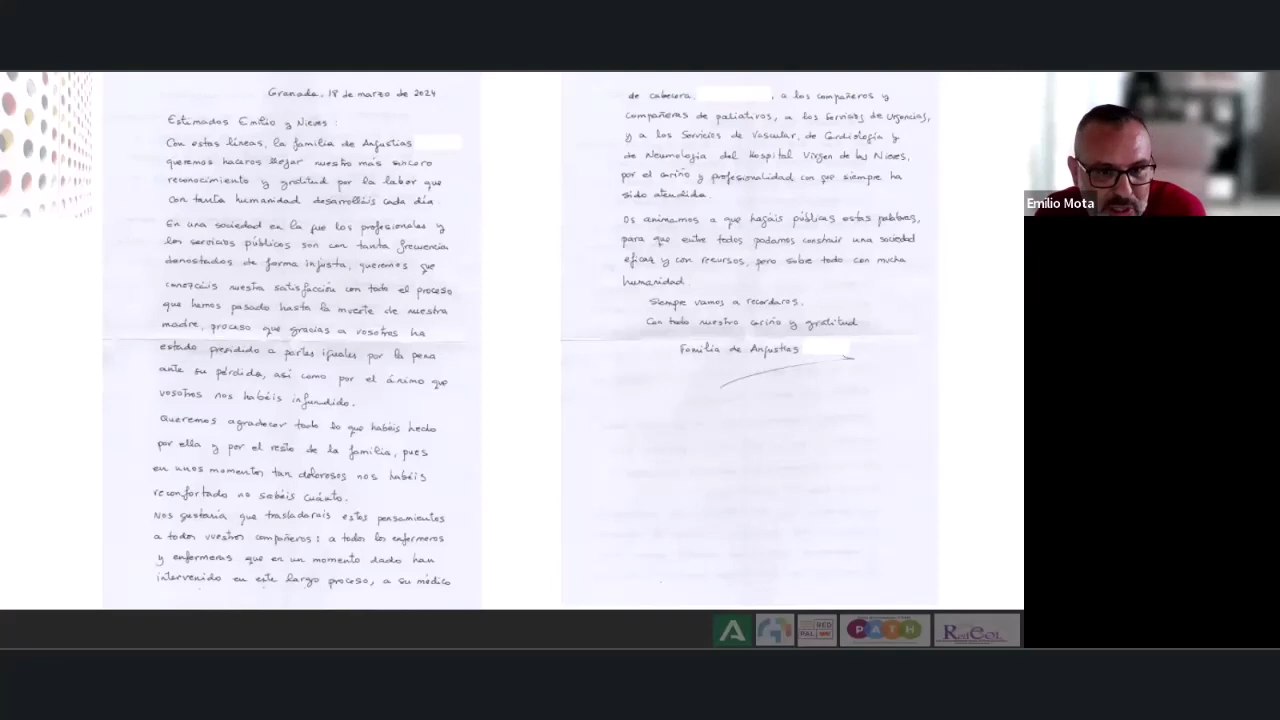 Granada, 18 de marzo de 2024
Estimados Emilio y Nieves:
Con estas líneas, la familia de Angustias
queremos haceros llegar nuestro más sincero
reconocimiento y gratitud por la labor que
con tanta humanidad desarrolláis cada día.
En una sociedad en la que los profesionales y
los servicios públicos son con tanta frecuencia
denostados de forma injusta, queremos que
conozcáis nuestra satisfacción con todo el proceso
que hemos pasado hasta la muerte de nuestra
madre, proceso que gracias a vosotros ha
estado presidido a partes iguales por la pena
ante su pérdida, así como por el ánimo que
vosotros nos habéis infundido.
Queremos agradecer todo lo que habéis hecho
por ella y por el resto de la familia, pues
en unos momentos tan dolorosos nos habéis
reconfortado no sabéis cuánto.
Nos gustaría que trasladarais estos pensamientos
a todos vuestros compañeros: a todos los enfermeros
y enfermeras que en un momento dado han
intervenido en este largo proceso, a su médico
de cabecera, , a los compañeros y
compañeras de paliativos, a los Servicios de Urgencias,
y a los Servicios de Vascular, de Cardiología y
de Neumología del Hospital Virgen de las Nieves,
por el cariño y profesionalidad con que siempre ha
sido atendida.
Os animamos a que hagáis públicas estas palabras,
para que entre todos podamos construir una sociedad
eficaz y con recursos, pero sobre todo con mucha
humanidad.
Siempre vamos a recordaros.
Con todo nuestro cariño y gratitud
Familia de Angustias
Emilio Mota
RED
PAL
PATH
RedEOL